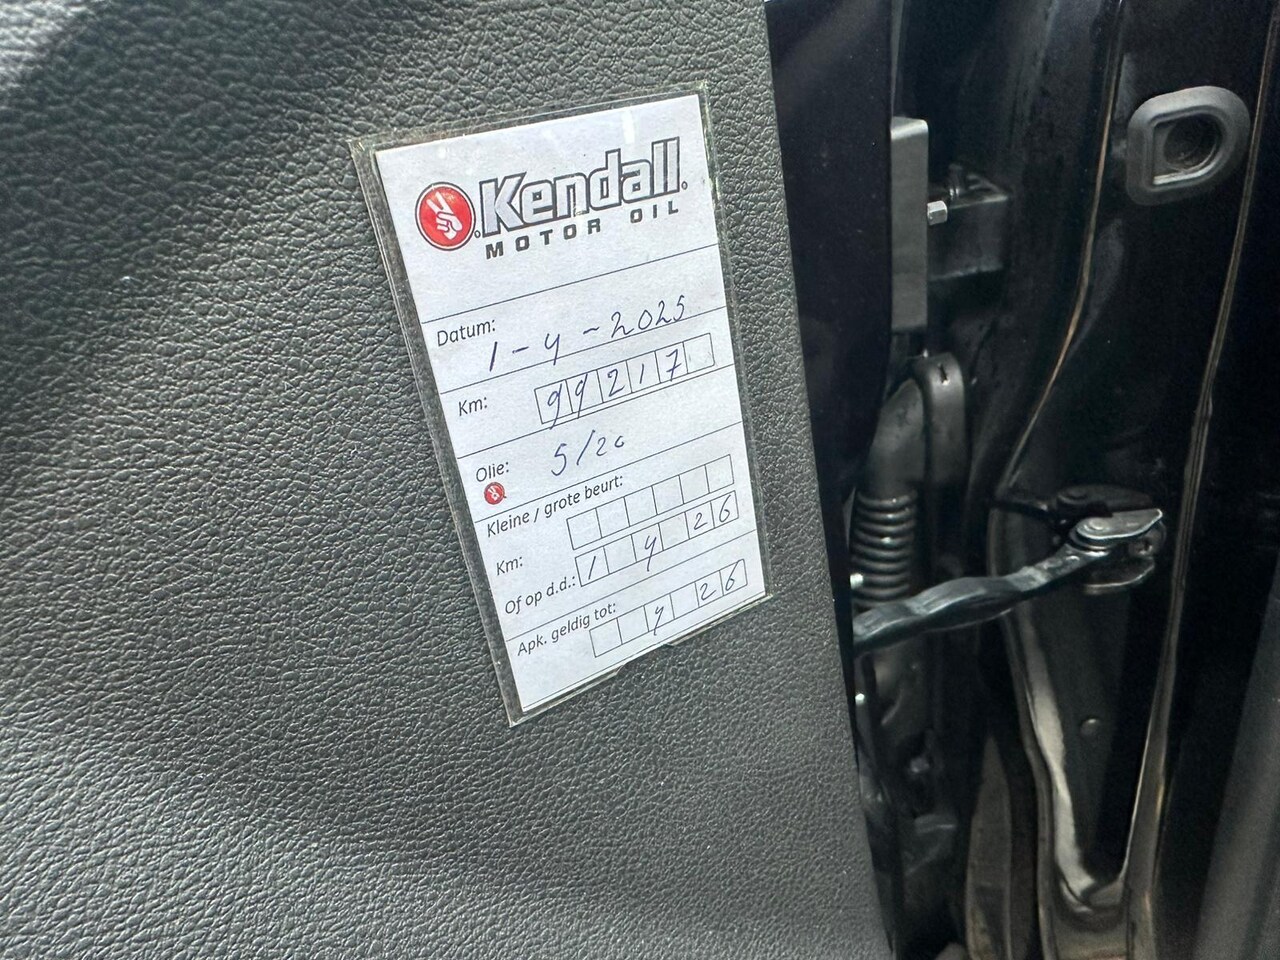 Kendall
MOTOR OIL
Datum: 1-4-2025
Km: 99217
Olie: 5/20
Kleine / grote beurt:
Km:
Of op d.d.: 1 4 26
Apk. geldig tot: 4 26